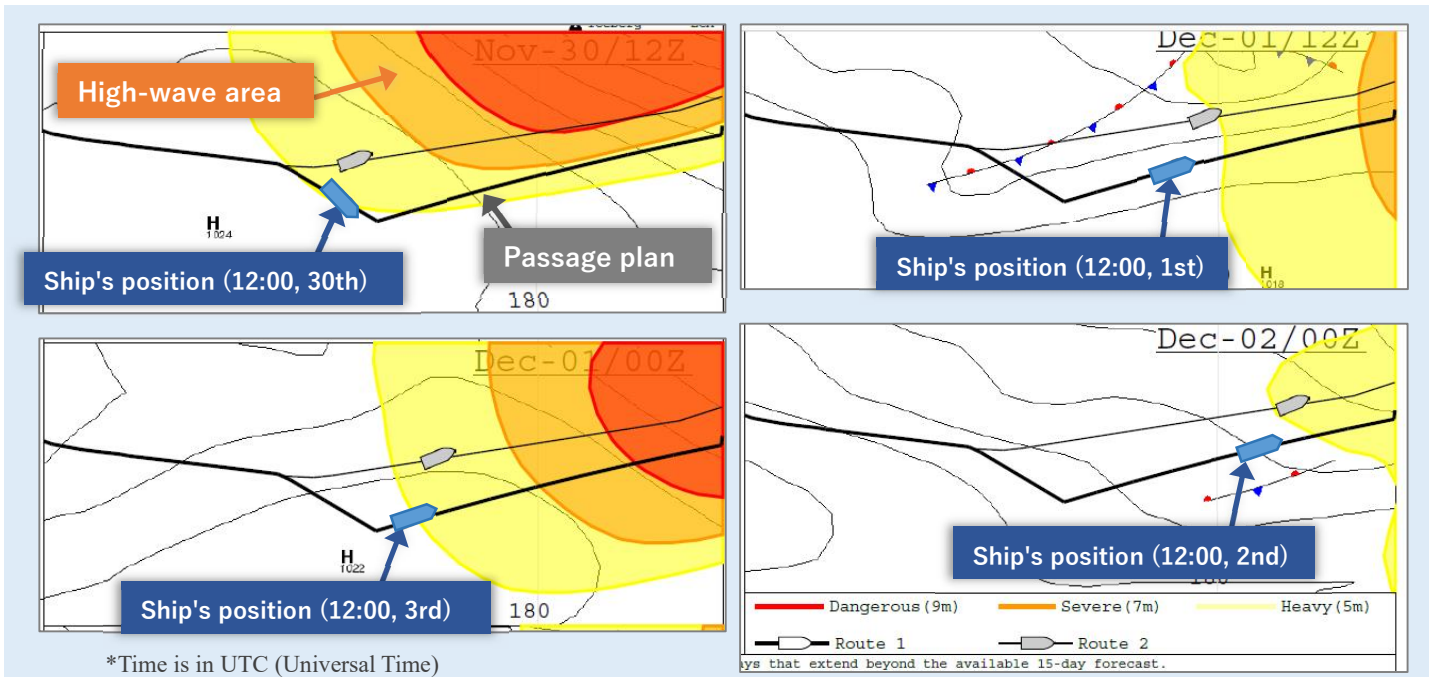 Nov-30/12Z
High-wave area
H
1024
Passage plan
Ship's position (12:00, 30th)
180
Dec-01/12Z
Ship's position (12:00, 1st)
H
1018
Dec-01/00Z
H
1022
Ship's position (12:00, 3rd)
180
Dec-02/00Z
Ship's position (12:00, 2nd)
Dangerous(9m) Severe(7m) Heavy(5m)
Route 1 Route 2
*Time is in UTC (Universal Time)
that extend beyond the available 15-day forecast.